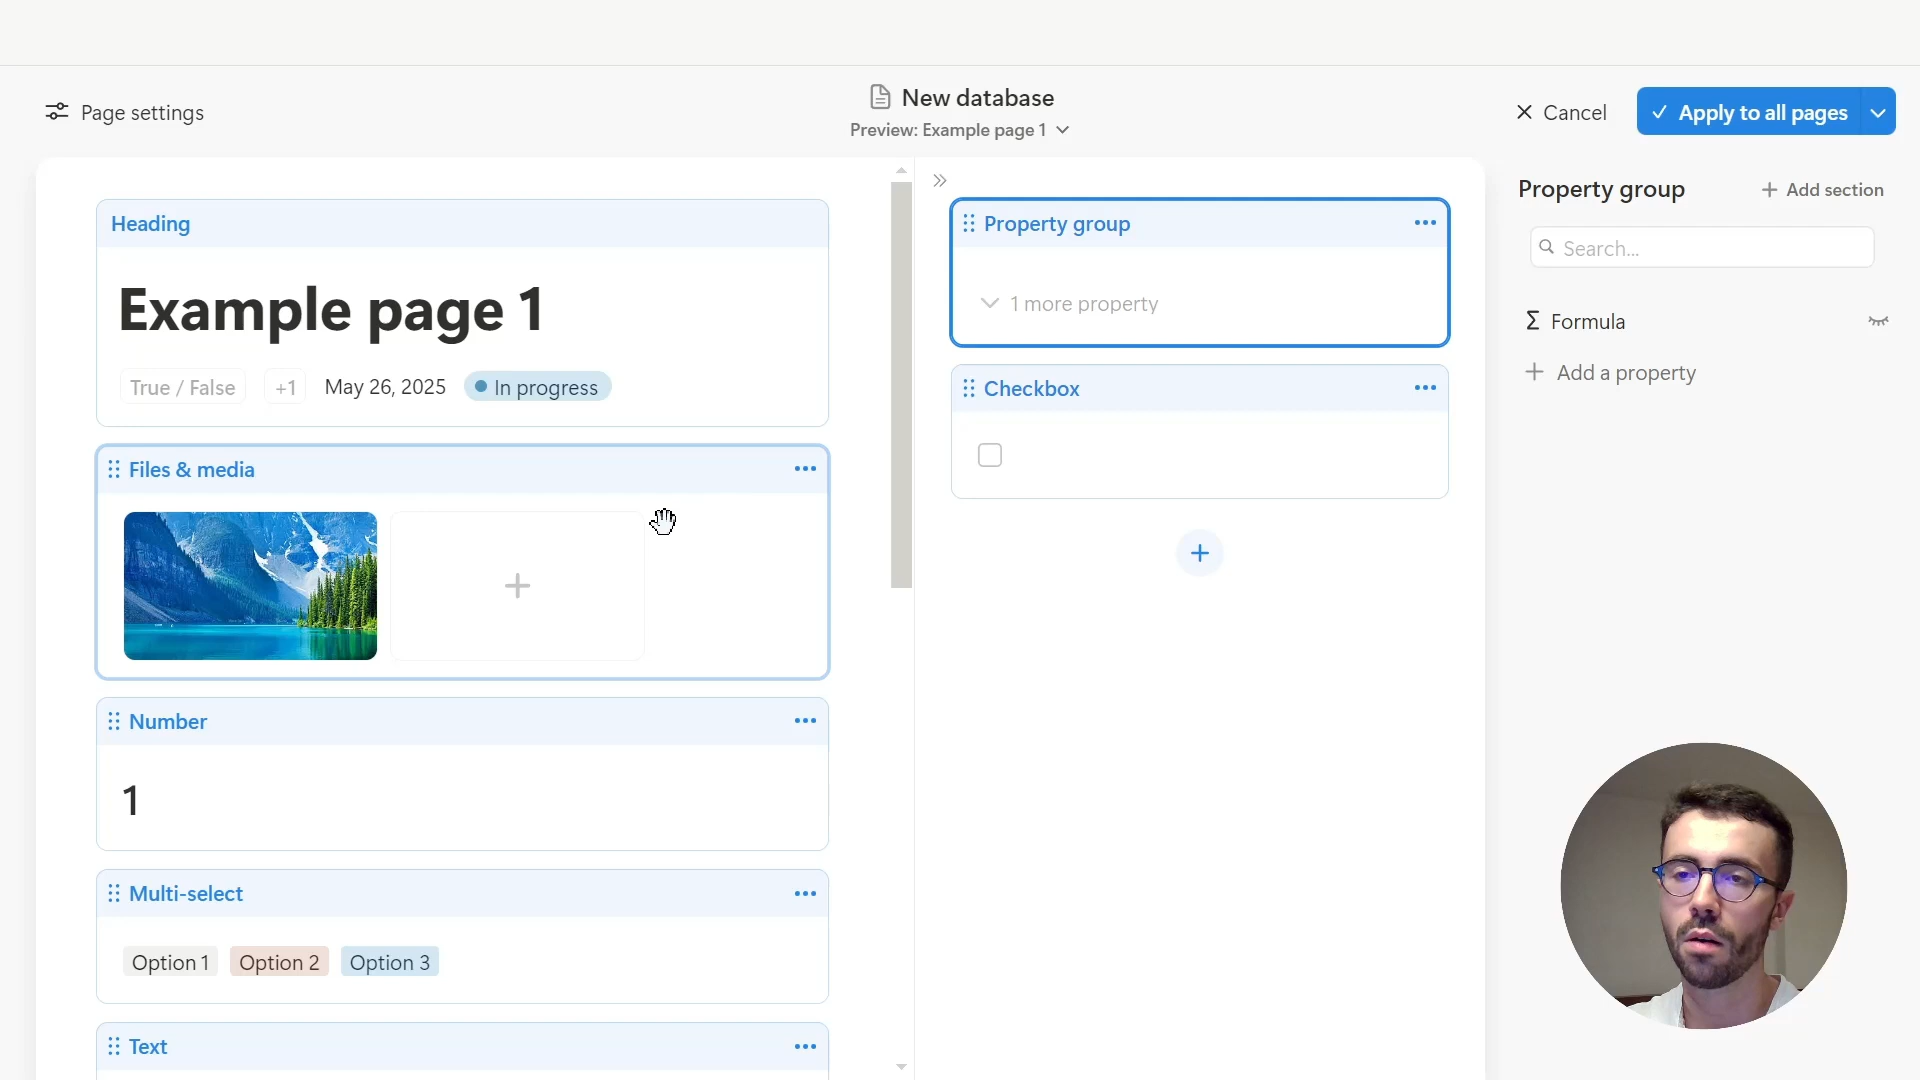 Page settings
New database
Preview: Example page 1
Cancel
Apply to all pages
Heading
Example page 1
True / False
+1
May 26, 2025
In progress
Files & media
Number
1
Multi-select
Option 1
Option 2
Option 3
Text
Property group
1 more property
Checkbox
Property group
Add section
Search...
Σ Formula
Add a property